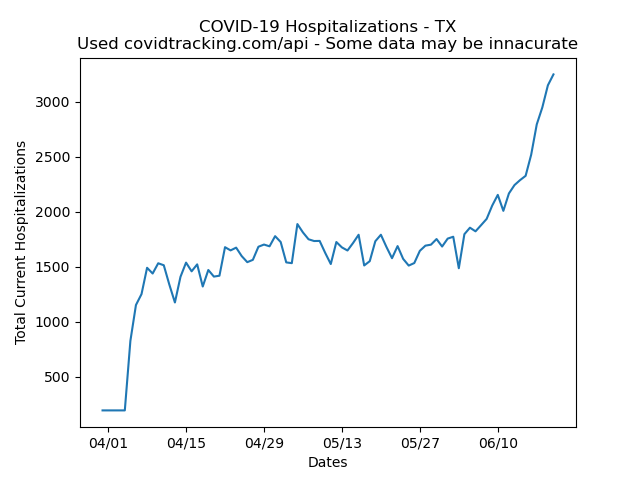 COVID-19 Hospitalizations - TX
Used covidtracking.com/api - Some data may be innacurate
Total Current Hospitalizations
3000
2500
2000
1500
1000
500
04/01 04/15 04/29 05/13 05/27 06/10
Dates